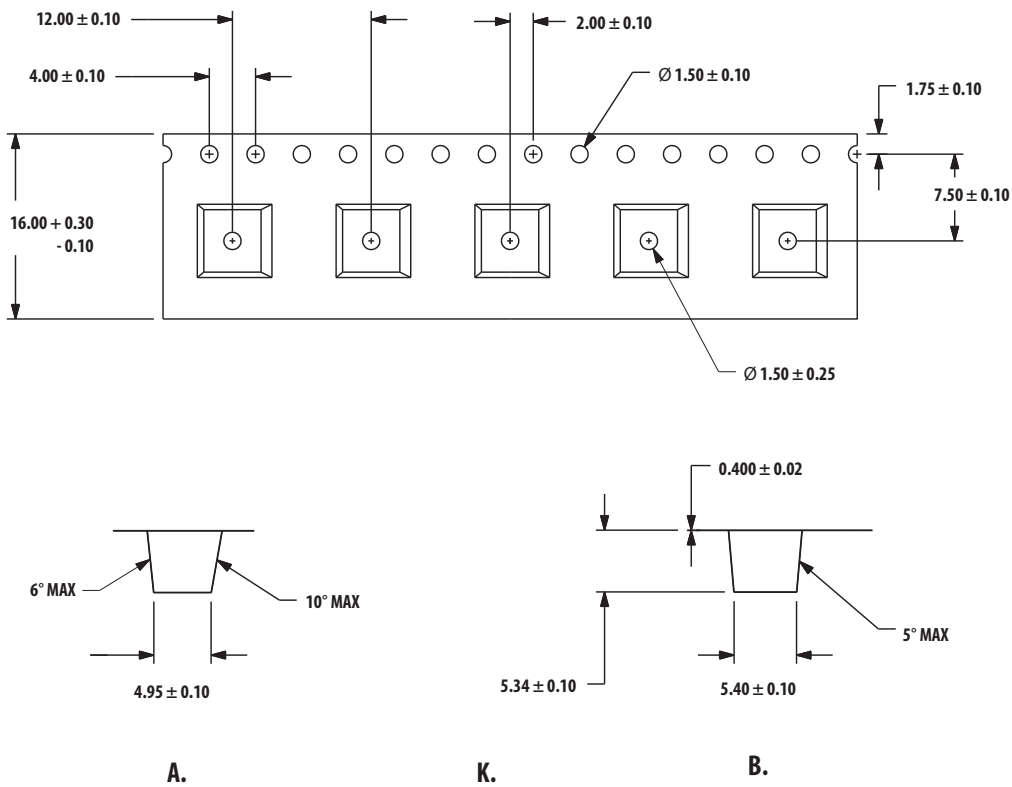 12.00 ± 0.10
2.00 ± 0.10
4.00 ± 0.10
Ø 1.50 ± 0.10
1.75 ± 0.10
7.50 ± 0.10
16.00 + 0.30
- 0.10
Ø 1.50 ± 0.25
0.400 ± 0.02
6° MAX
10° MAX
5° MAX
4.95 ± 0.10
5.34 ± 0.10
5.40 ± 0.10
A.
K.
B.